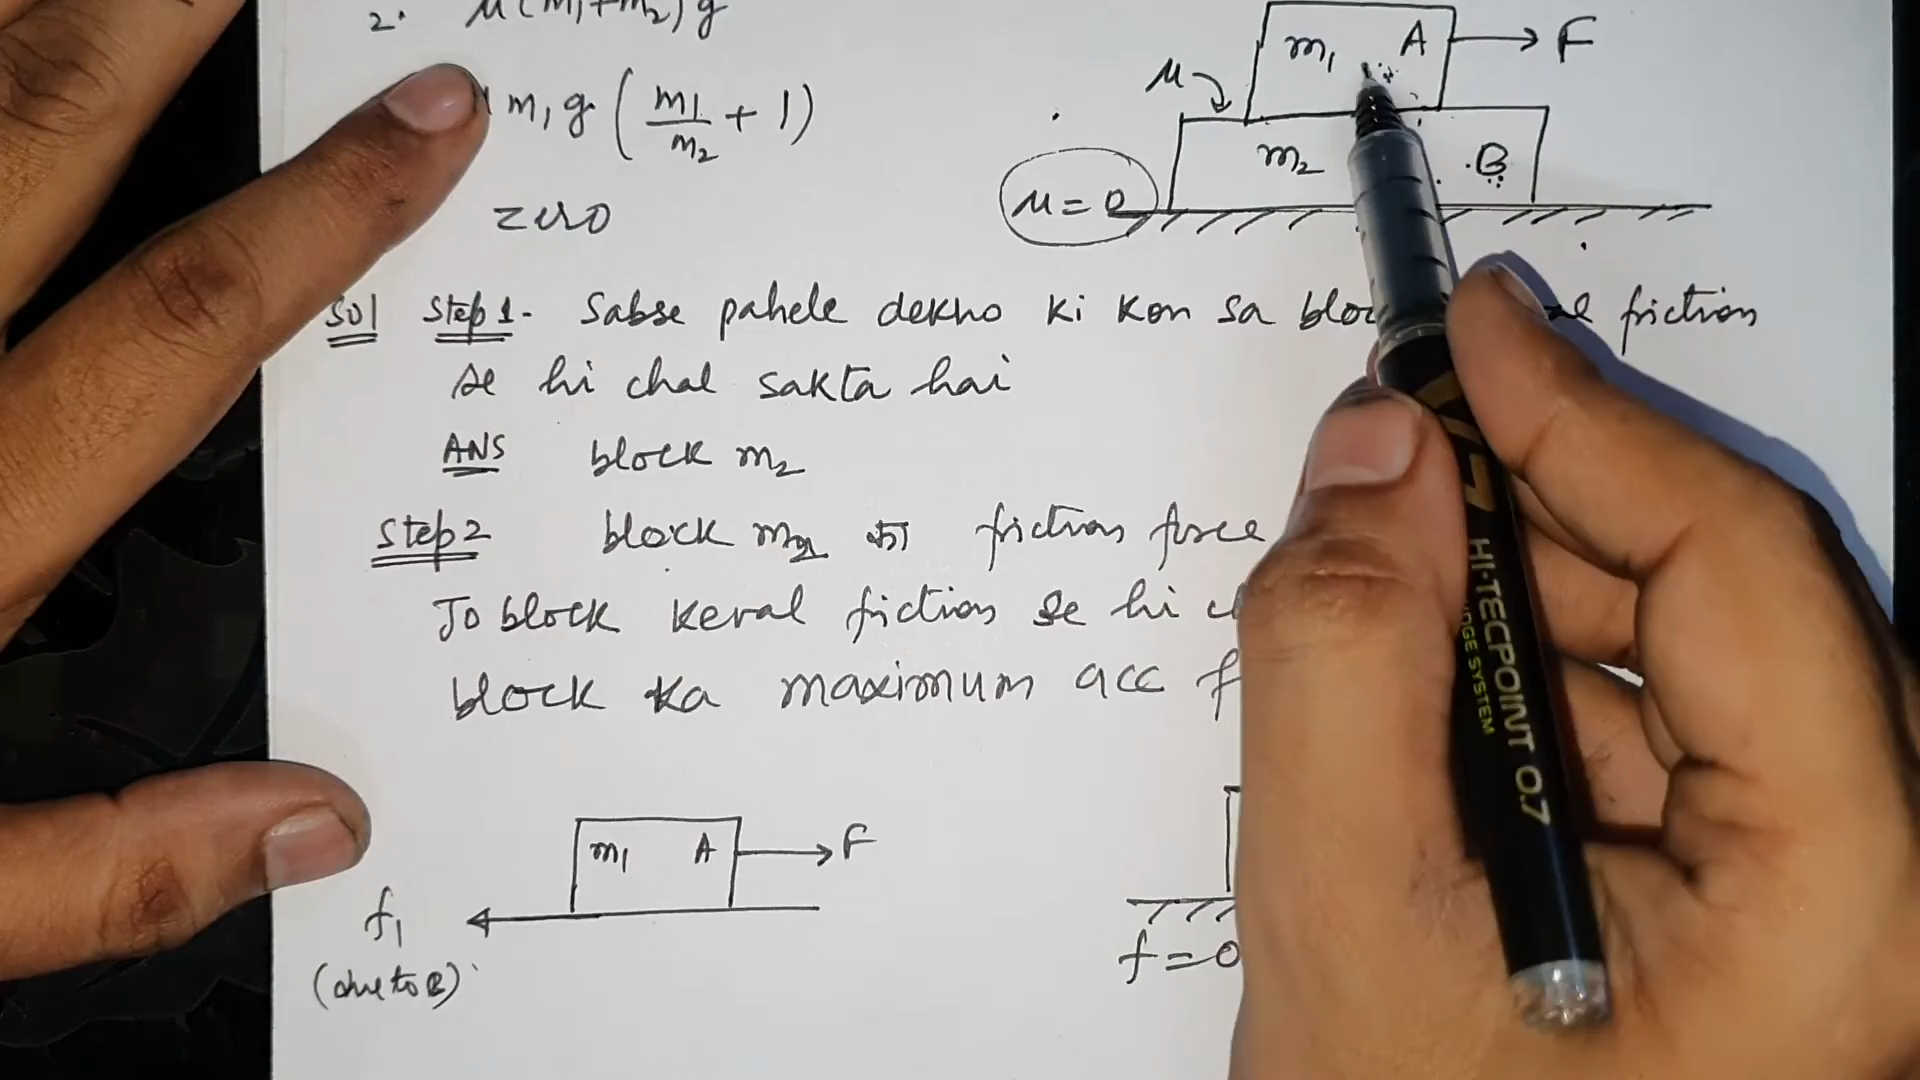 2. μ(m₁+m₂)g
m₁g (m₁/m₂ + 1)
zero
m₁ A F
μ
m₂ B
μ=0
Sol Step 1. Sabse pahele dekho ki kon sa friction
se hi chal sakta hai
ANS block m₂
Step 2 block m₂ का friction force
Jo block keval friction se hi
block ka maximum acc
m₁ A F
f₁
(due to B)
f=0
HI-TECPOINT 0.7
SYSTEM